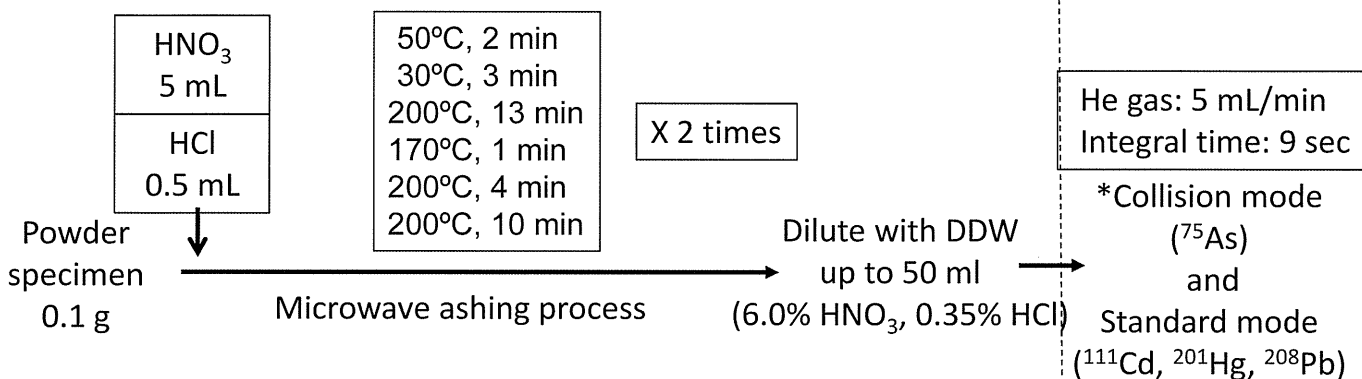 HNO₃
5 mL
HCl
0.5 mL
Powder
specimen
0.1 g
50ºC, 2 min
30ºC, 3 min
200ºC, 13 min
170ºC, 1 min
200ºC, 4 min
200ºC, 10 min
X 2 times
Microwave ashing process
Dilute with DDW
up to 50 ml
(6.0% HNO₃, 0.35% HCl)
He gas: 5 mL/min
Integral time: 9 sec
*Collision mode
(⁷⁵As)
and
Standard mode
(¹¹¹Cd, ²⁰¹Hg, ²⁰⁸Pb)